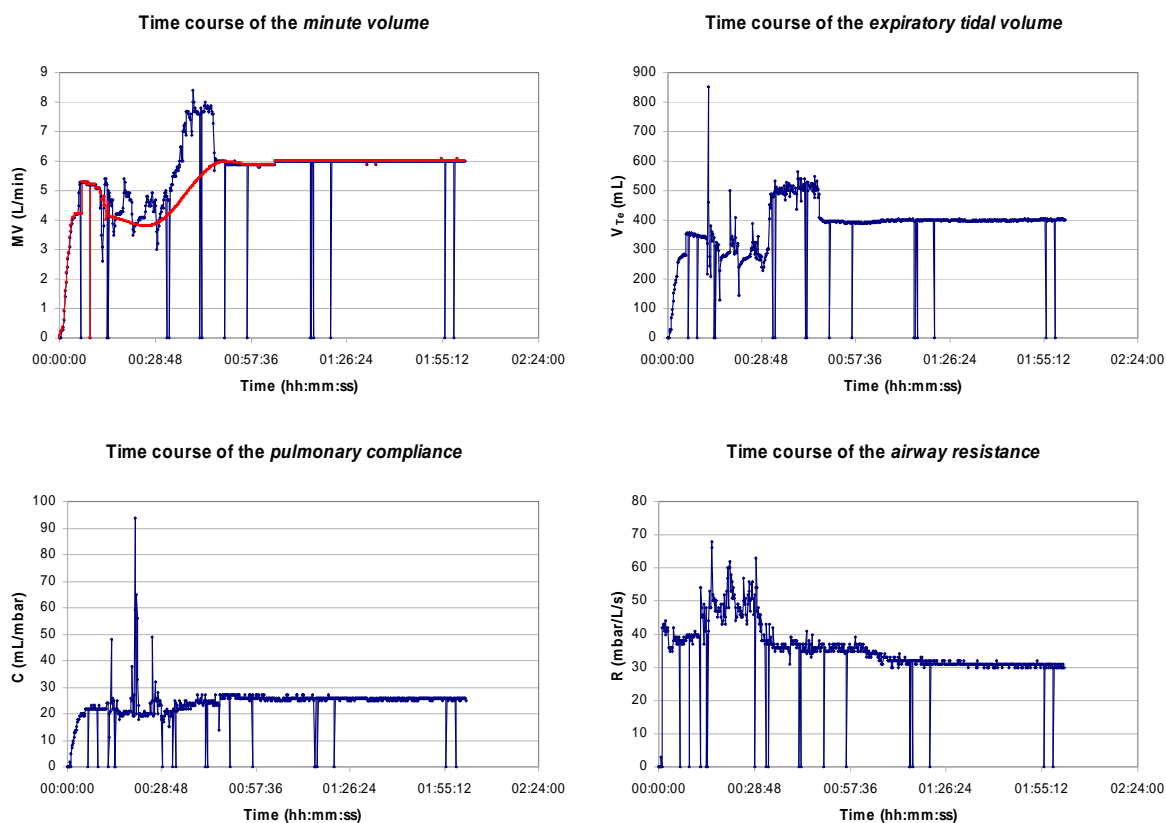 Time course of the minute volume
9
8
7
6
5
4
3
2
1
0
MV (L/min)
00:00:00 00:28:48 00:57:36 01:26:24 01:55:12 02:24:00
Time (hh:mm:ss)
Time course of the expiratory tidal volume
900
800
700
600
500
400
300
200
100
0
V Te (mL)
00:00:00 00:28:48 00:57:36 01:26:24 01:55:12 02:24:00
Time (hh:mm:ss)
Time course of the pulmonary compliance
100
90
80
70
60
50
40
30
20
10
0
C (mL/mbar)
00:00:00 00:28:48 00:57:36 01:26:24 01:55:12 02:24:00
Time (hh:mm:ss)
Time course of the airway resistance
80
70
60
50
40
30
20
10
0
R (mbar/L/s)
00:00:00 00:28:48 00:57:36 01:26:24 01:55:12 02:24:00
Time (hh:mm:ss)